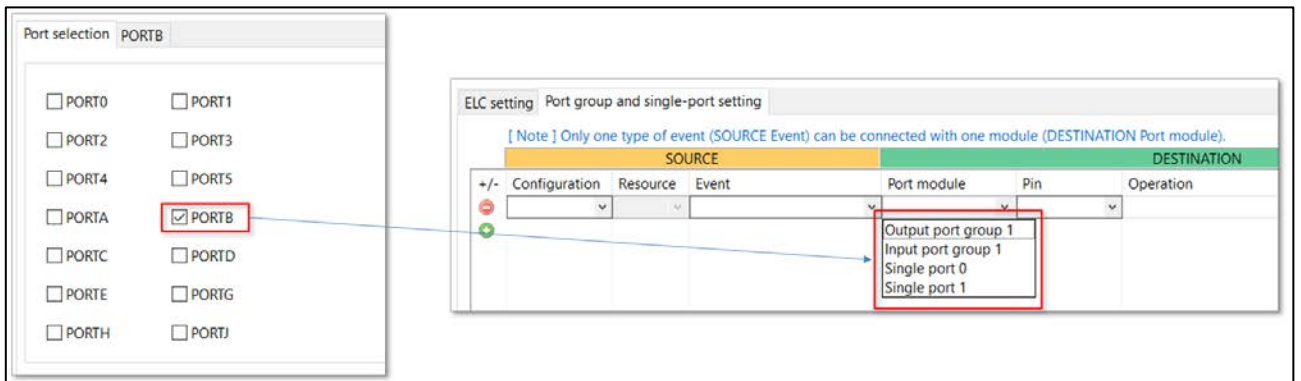 Port selection PORTB
PORT0 PORT1
PORT2 PORT3
PORT4 PORT5
PORTA PORTB
PORTC PORTD
PORTE PORTG
PORTH PORTJ
ELC setting Port group and single-port setting
[ Note ] Only one type of event (SOURCE Event) can be connected with one module (DESTINATION Port module).
SOURCE DESTINATION
+/- Configuration Resource Event Port module Pin Operation
Output port group 1
Input port group 1
Single port 0
Single port 1